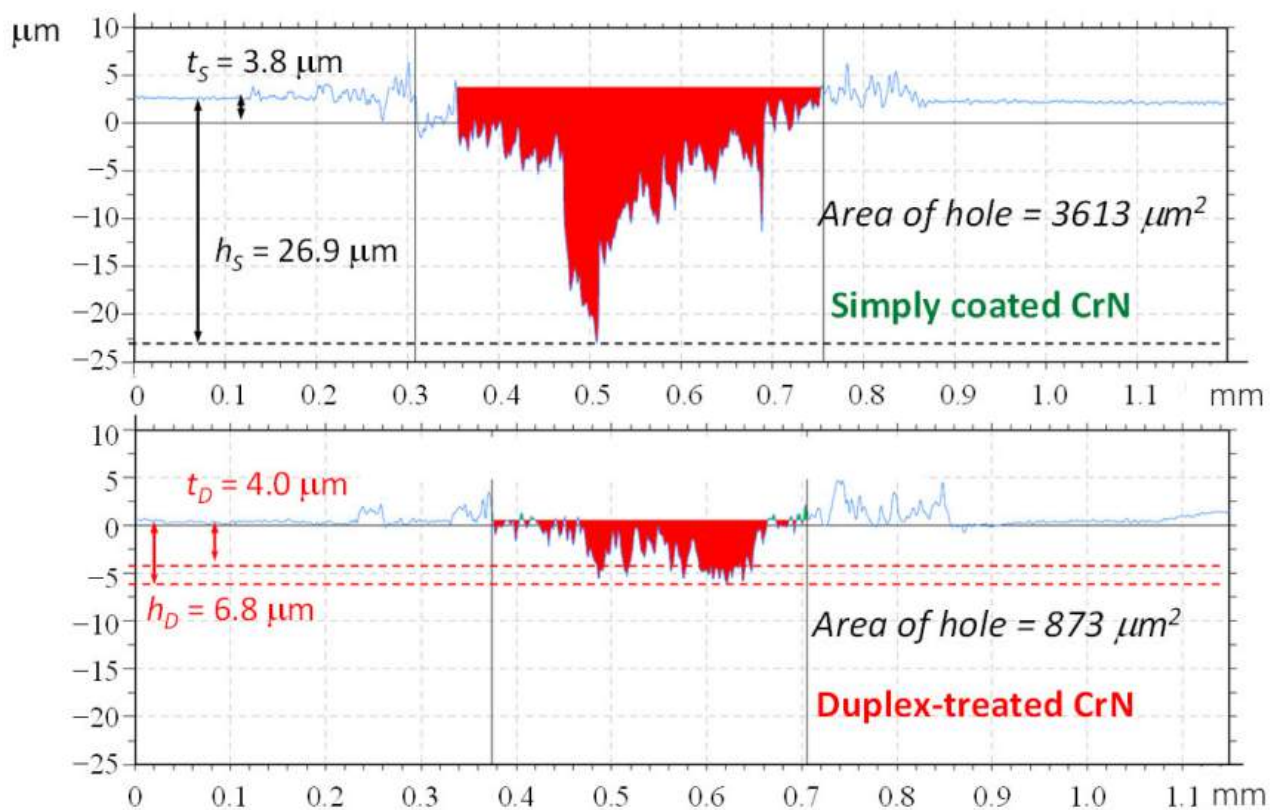 μm
10
5
0
−5
−10
−15
−20
−25
t_S = 3.8 μm
h_S = 26.9 μm
Area of hole = 3613 μm²
Simply coated CrN
0 0.1 0.2 0.3 0.4 0.5 0.6 0.7 0.8 0.9 1.0 1.1 mm
10
5
0
−5
−10
−15
−20
−25
t_D = 4.0 μm
h_D = 6.8 μm
Area of hole = 873 μm²
Duplex-treated CrN
0 0.1 0.2 0.3 0.4 0.5 0.6 0.7 0.8 0.9 1.0 1.1 mm